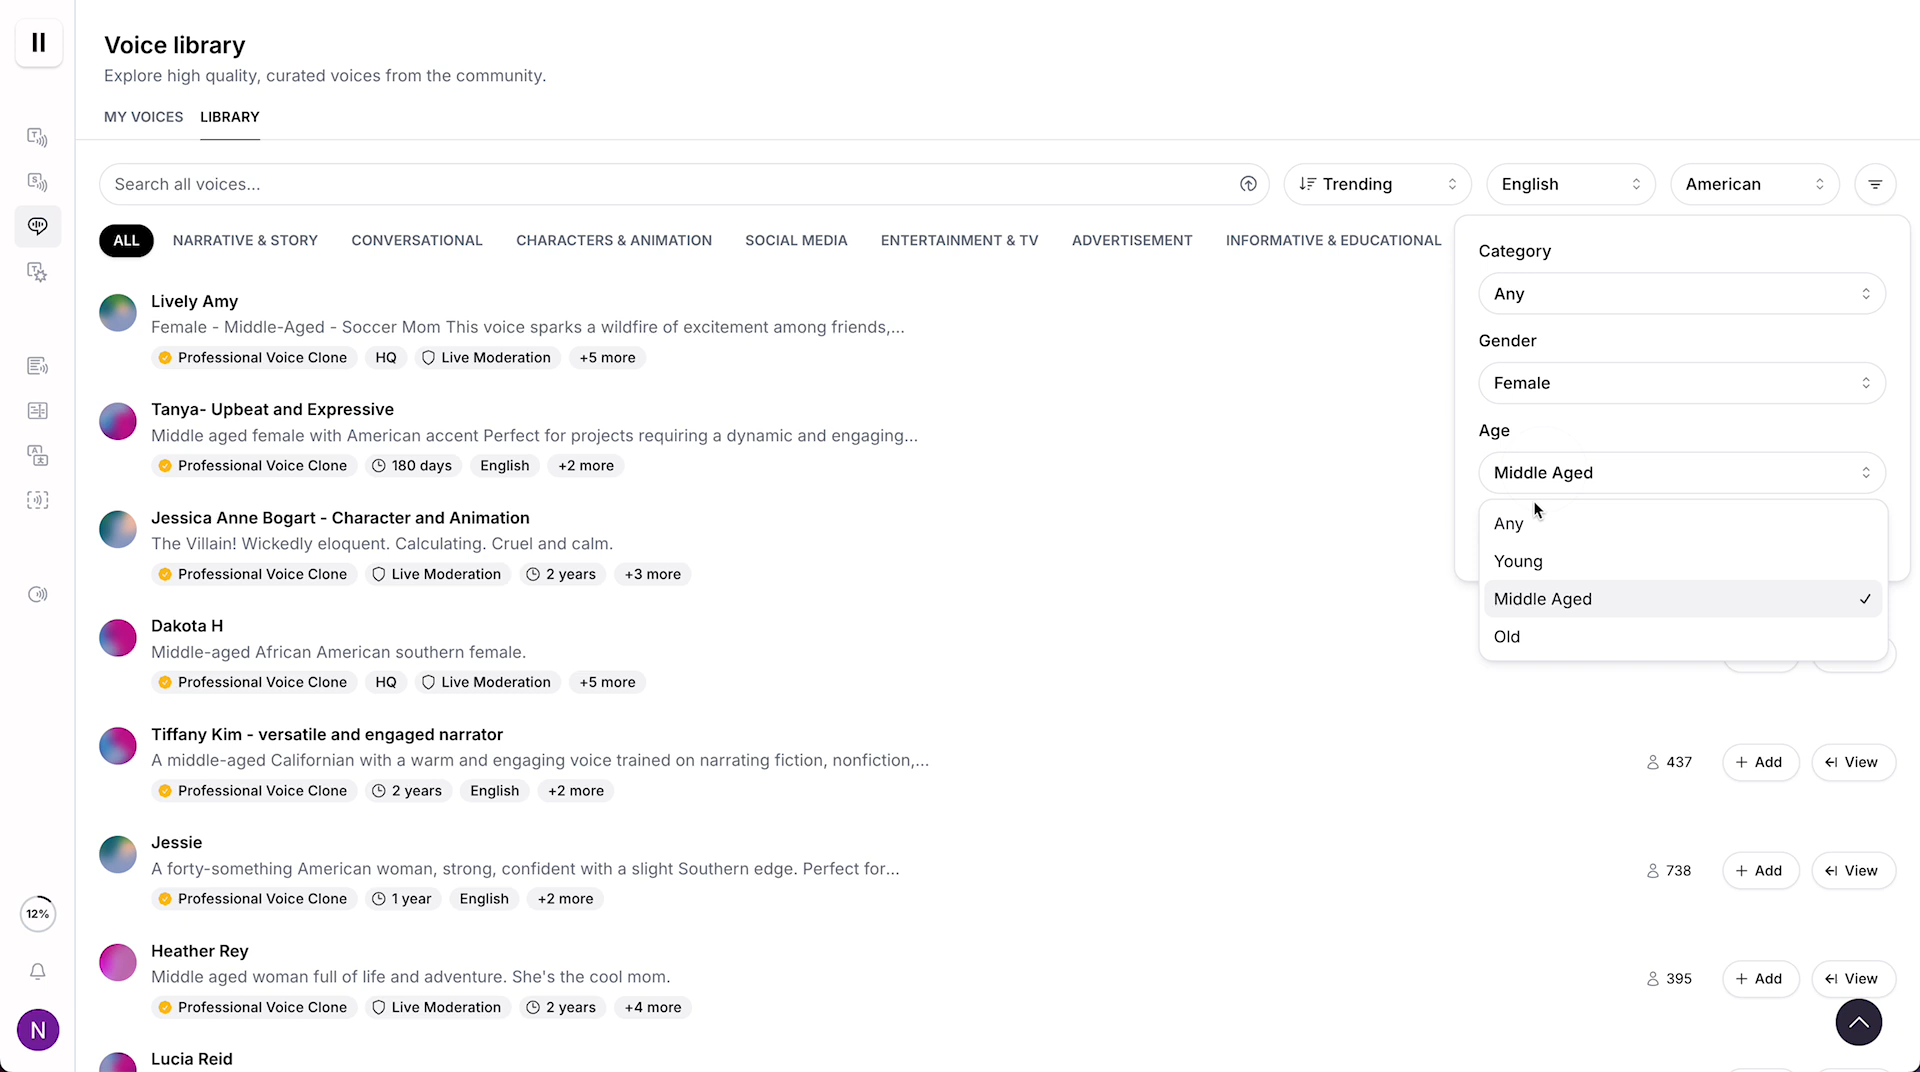 Voice library
Explore high quality, curated voices from the community.
MY VOICES LIBRARY
Search all voices...
Trending
English
American
ALL NARRATIVE & STORY CONVERSATIONAL CHARACTERS & ANIMATION SOCIAL MEDIA ENTERTAINMENT & TV ADVERTISEMENT INFORMATIVE & EDUCATIONAL
Category
Any
Gender
Female
Age
Middle Aged
Any
Young
Middle Aged
Old
Lively Amy
Female - Middle-Aged - Soccer Mom This voice sparks a wildfire of excitement among friends,...
Professional Voice Clone HQ Live Moderation +5 more
Tanya- Upbeat and Expressive
Middle aged female with American accent Perfect for projects requiring a dynamic and engaging...
Professional Voice Clone 180 days English +2 more
Jessica Anne Bogart - Character and Animation
The Villain! Wickedly eloquent. Calculating. Cruel and calm.
Professional Voice Clone Live Moderation 2 years +3 more
Dakota H
Middle-aged African American southern female.
Professional Voice Clone HQ Live Moderation +5 more
Tiffany Kim - versatile and engaged narrator
A middle-aged Californian with a warm and engaging voice trained on narrating fiction, nonfiction,...
Professional Voice Clone 2 years English +2 more
437 + Add View
Jessie
A forty-something American woman, strong, confident with a slight Southern edge. Perfect for...
Professional Voice Clone 1 year English +2 more
738 + Add View
Heather Rey
Middle aged woman full of life and adventure. She's the cool mom.
Professional Voice Clone Live Moderation 2 years +4 more
395 + Add View
Lucia Reid
12%
N